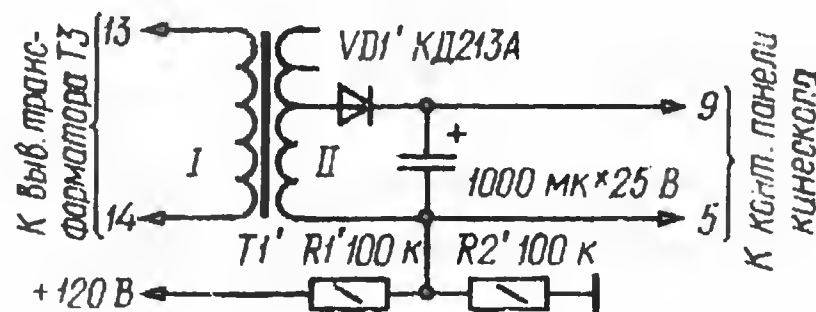 К выв. транс-
форматора Т3
13
14
I
II
VD1' КД213А
+
1000 мк×25 В
9
5
К конт. панели
кинескопа
Т1' R1' 100 к
R2' 100 к
+120 В